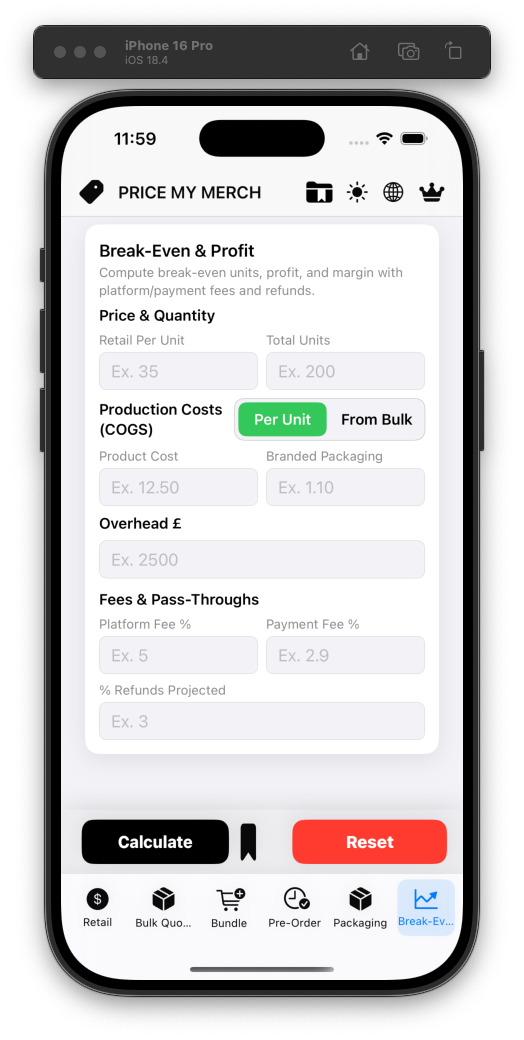 iPhone 16 Pro
iOS 18.4
11:59
PRICE MY MERCH
Break-Even & Profit
Compute break-even units, profit, and margin with
platform/payment fees and refunds.
Price & Quantity
Retail Per Unit
Total Units
Ex. 35
Ex. 200
Production Costs
(COGS)
Per Unit
From Bulk
Product Cost
Branded Packaging
Ex. 12.50
Ex. 1.10
Overhead £
Ex. 2500
Fees & Pass-Throughs
Platform Fee %
Payment Fee %
Ex. 5
Ex. 2.9
% Refunds Projected
Ex. 3
Calculate
Reset
$
Retail
Bulk Quo...
Bundle
Pre-Order
Packaging
Break-Ev...